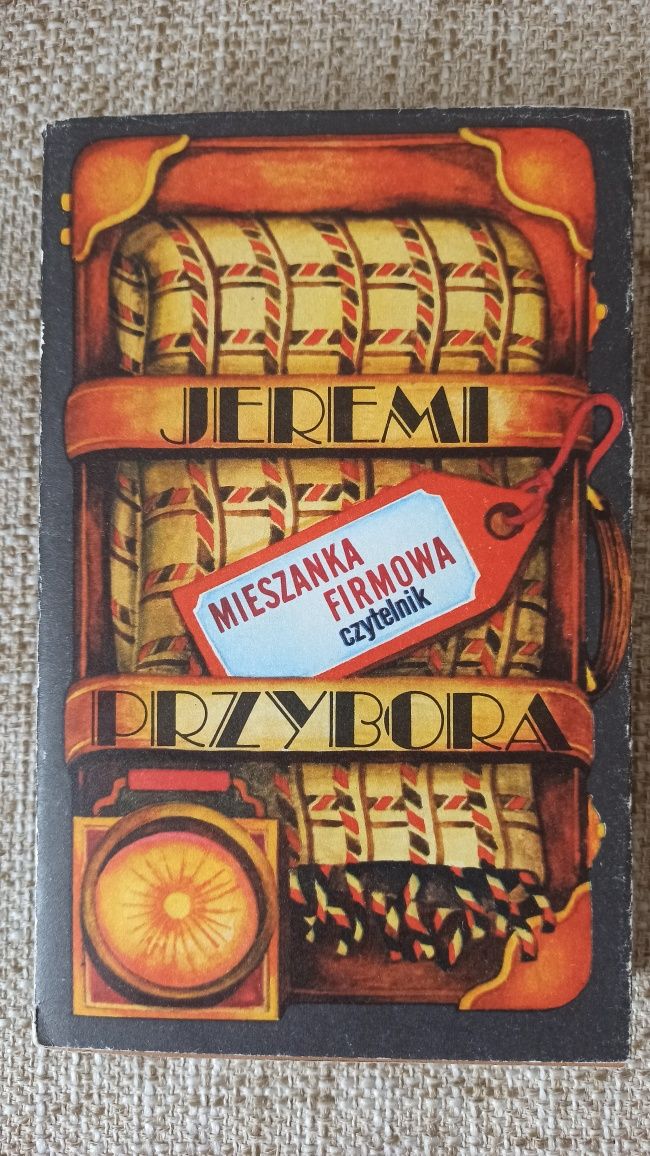 JEREMI
MIESZANKA
FIRMOWA
czytelnik
PRZYBORA